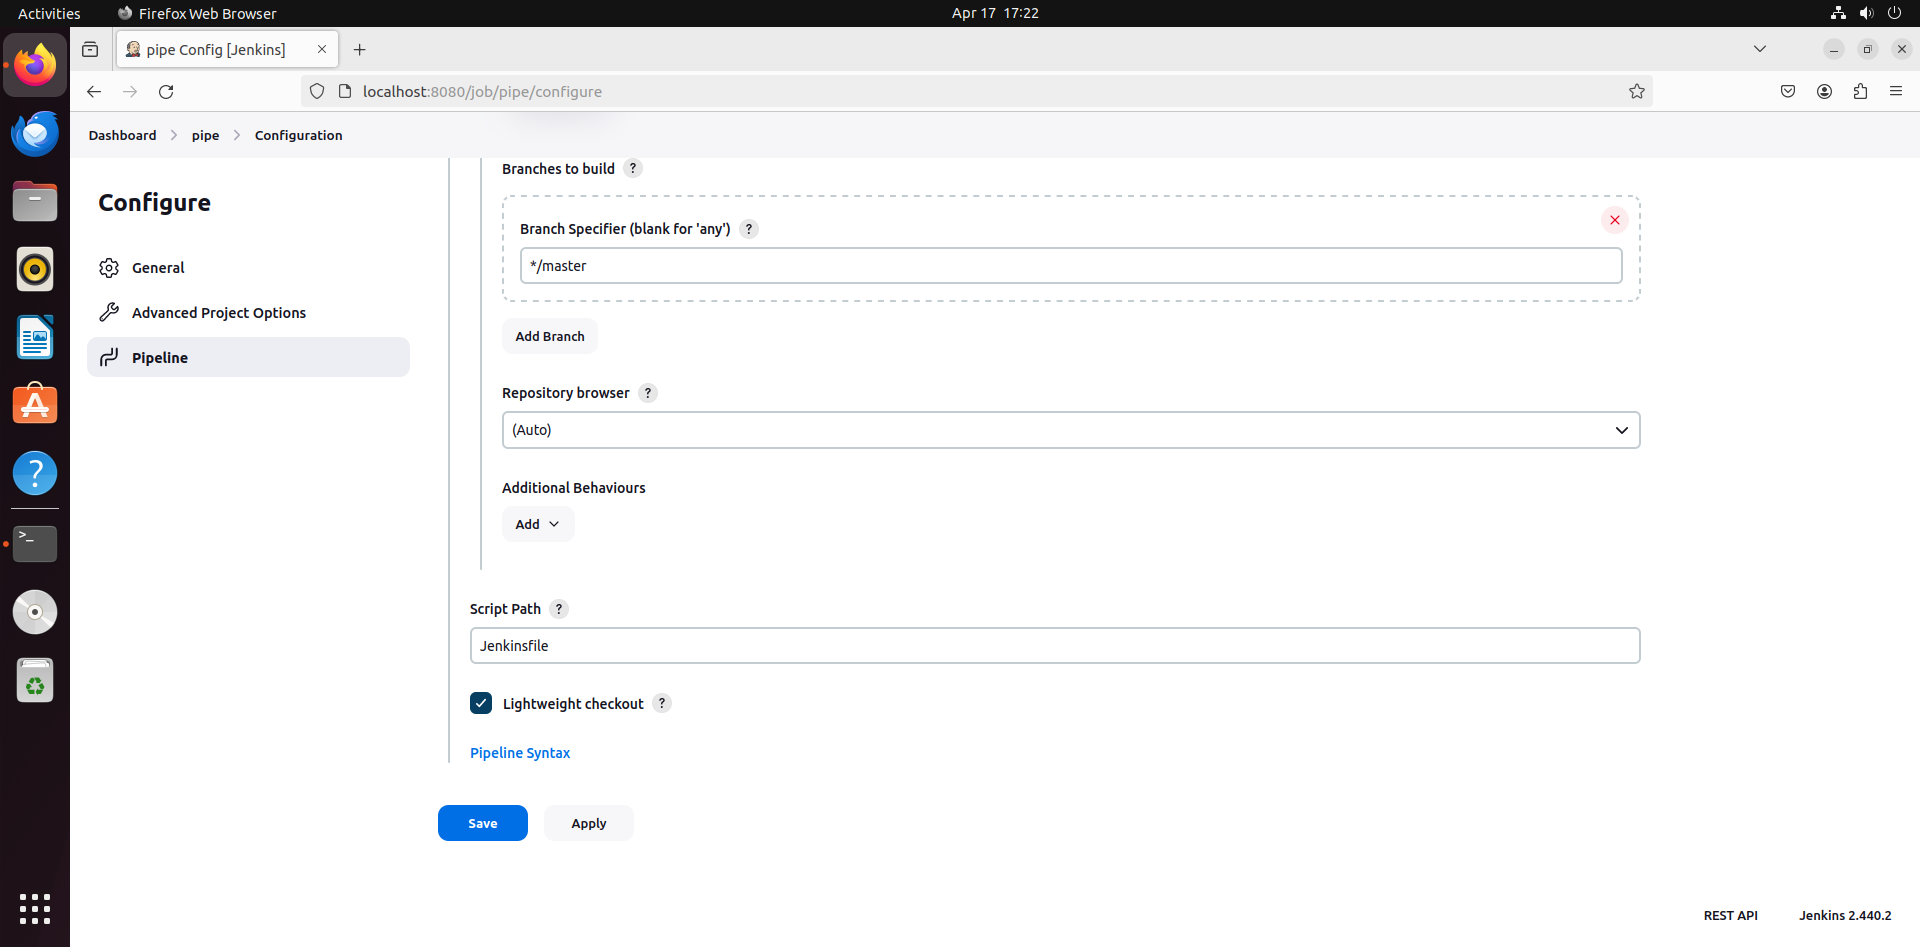 Activities
Firefox Web Browser
Apr 17 17:22
pipe Config [Jenkins]
localhost:8080/job/pipe/configure
Dashboard
pipe
Configuration
Configure
General
Advanced Project Options
Pipeline
Branches to build ?
Branch Specifier (blank for 'any') ?
*/master
Add Branch
Repository browser ?
(Auto)
Additional Behaviours
Add
Script Path ?
Jenkinsfile
Lightweight checkout ?
Pipeline Syntax
Save
Apply
REST API
Jenkins 2.440.2